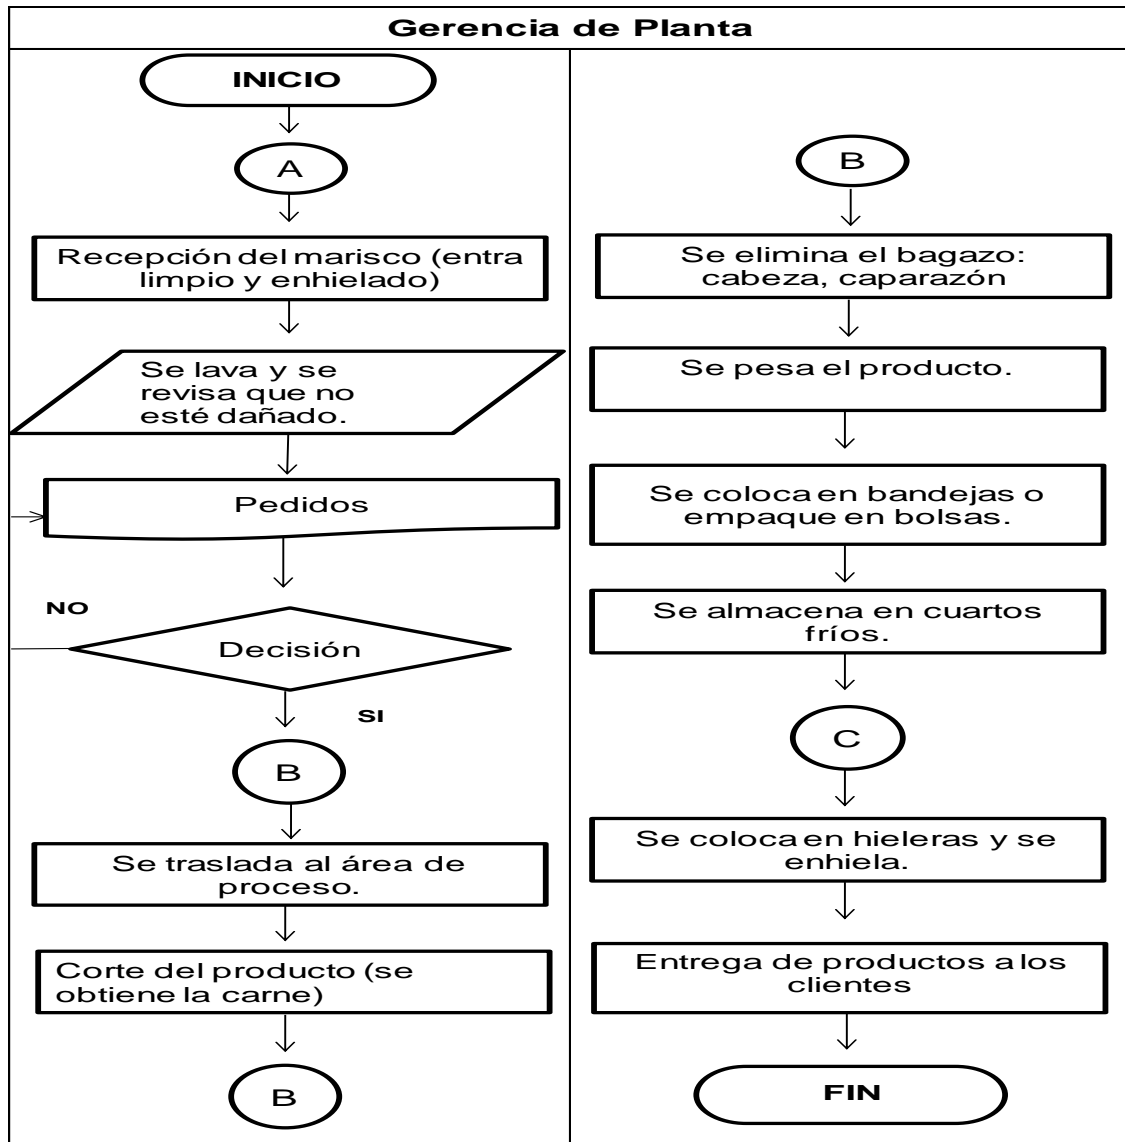 Gerencia de Planta
INICIO
A
Recepción del marisco (entra
limpio y enhielado)
Se lava y se
revisa que no
esté dañado.
Pedidos
NO
Decisión
SI
B
Se traslada al área de
proceso.
Corte del producto (se
obtiene la carne)
B
B
Se elimina el bagazo:
cabeza, caparazón
Se pesa el producto.
Se coloca en bandejas o
empaque en bolsas.
Se almacena en cuartos
fríos.
C
Se coloca en hieleras y se
enhiela.
Entrega de productos a los
clientes
FIN